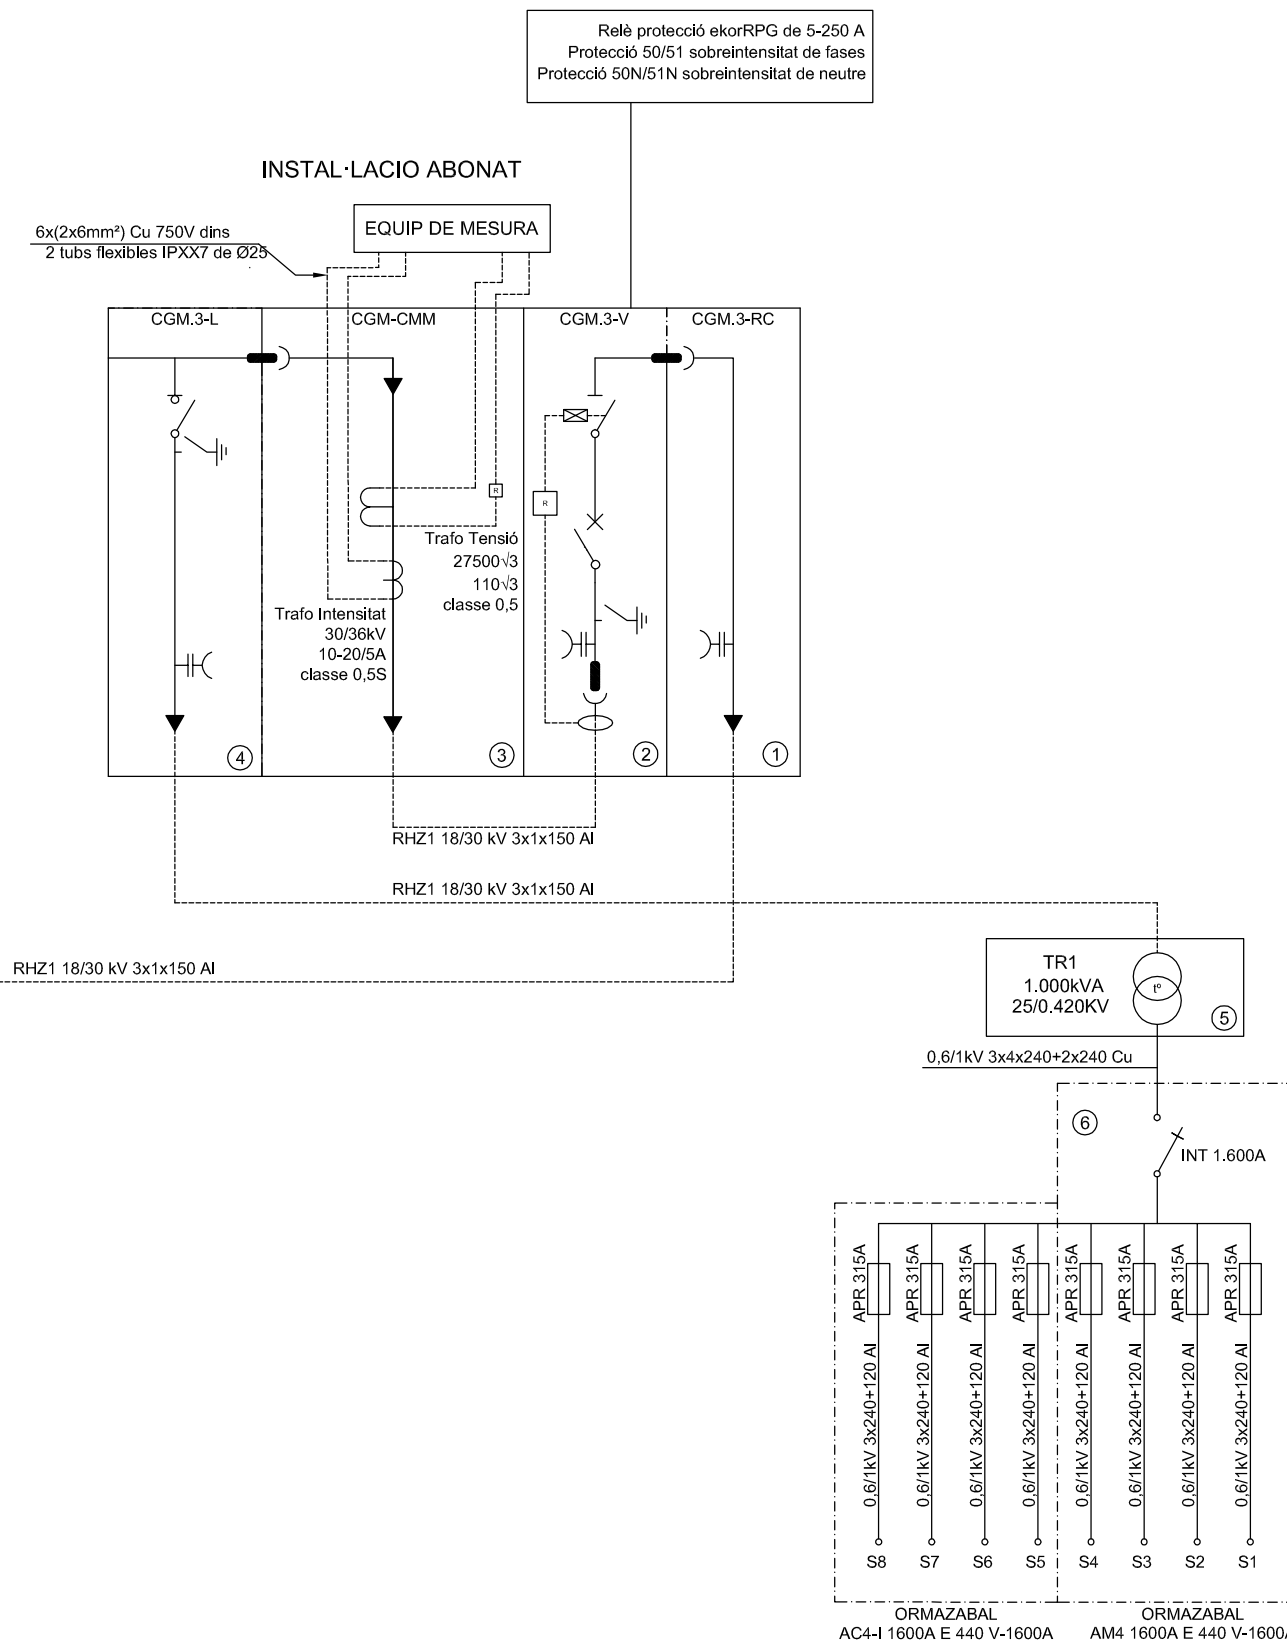 Relè protecció ekorRPG de 5-250 A
Protecció 50/51 sobreintensitat de fases
Protecció 50N/51N sobreintensitat de neutre
INSTAL·LACIO ABONAT
EQUIP DE MESURA
6x(2x6mm²) Cu 750V dins
2 tubs flexibles IPXX7 de Ø25
CGM.3-L
CGM-CMM
CGM.3-V
CGM.3-RC
R
R
Trafo Tensió
27500√3
110√3
classe 0,5
Trafo Intensitat
30/36kV
10-20/5A
classe 0,5S
4
3
2
1
RHZ1 18/30 kV 3x1x150 Al
RHZ1 18/30 kV 3x1x150 Al
RHZ1 18/30 kV 3x1x150 Al
TR1
1.000kVA
25/0.420KV
tº
5
0,6/1kV 3x4x240+2x240 Cu
6
INT 1.600A
APR 315A
APR 315A
APR 315A
APR 315A
APR 315A
APR 315A
APR 315A
APR 315A
0,6/1kV 3x240+120 Al
0,6/1kV 3x240+120 Al
0,6/1kV 3x240+120 Al
0,6/1kV 3x240+120 Al
0,6/1kV 3x240+120 Al
0,6/1kV 3x240+120 Al
0,6/1kV 3x240+120 Al
0,6/1kV 3x240+120 Al
S8
S7
S6
S5
S4
S3
S2
S1
ORMAZABAL
AC4-I 1600A E 440 V-1600A
ORMAZABAL
AM4 1600A E 440 V-1600A